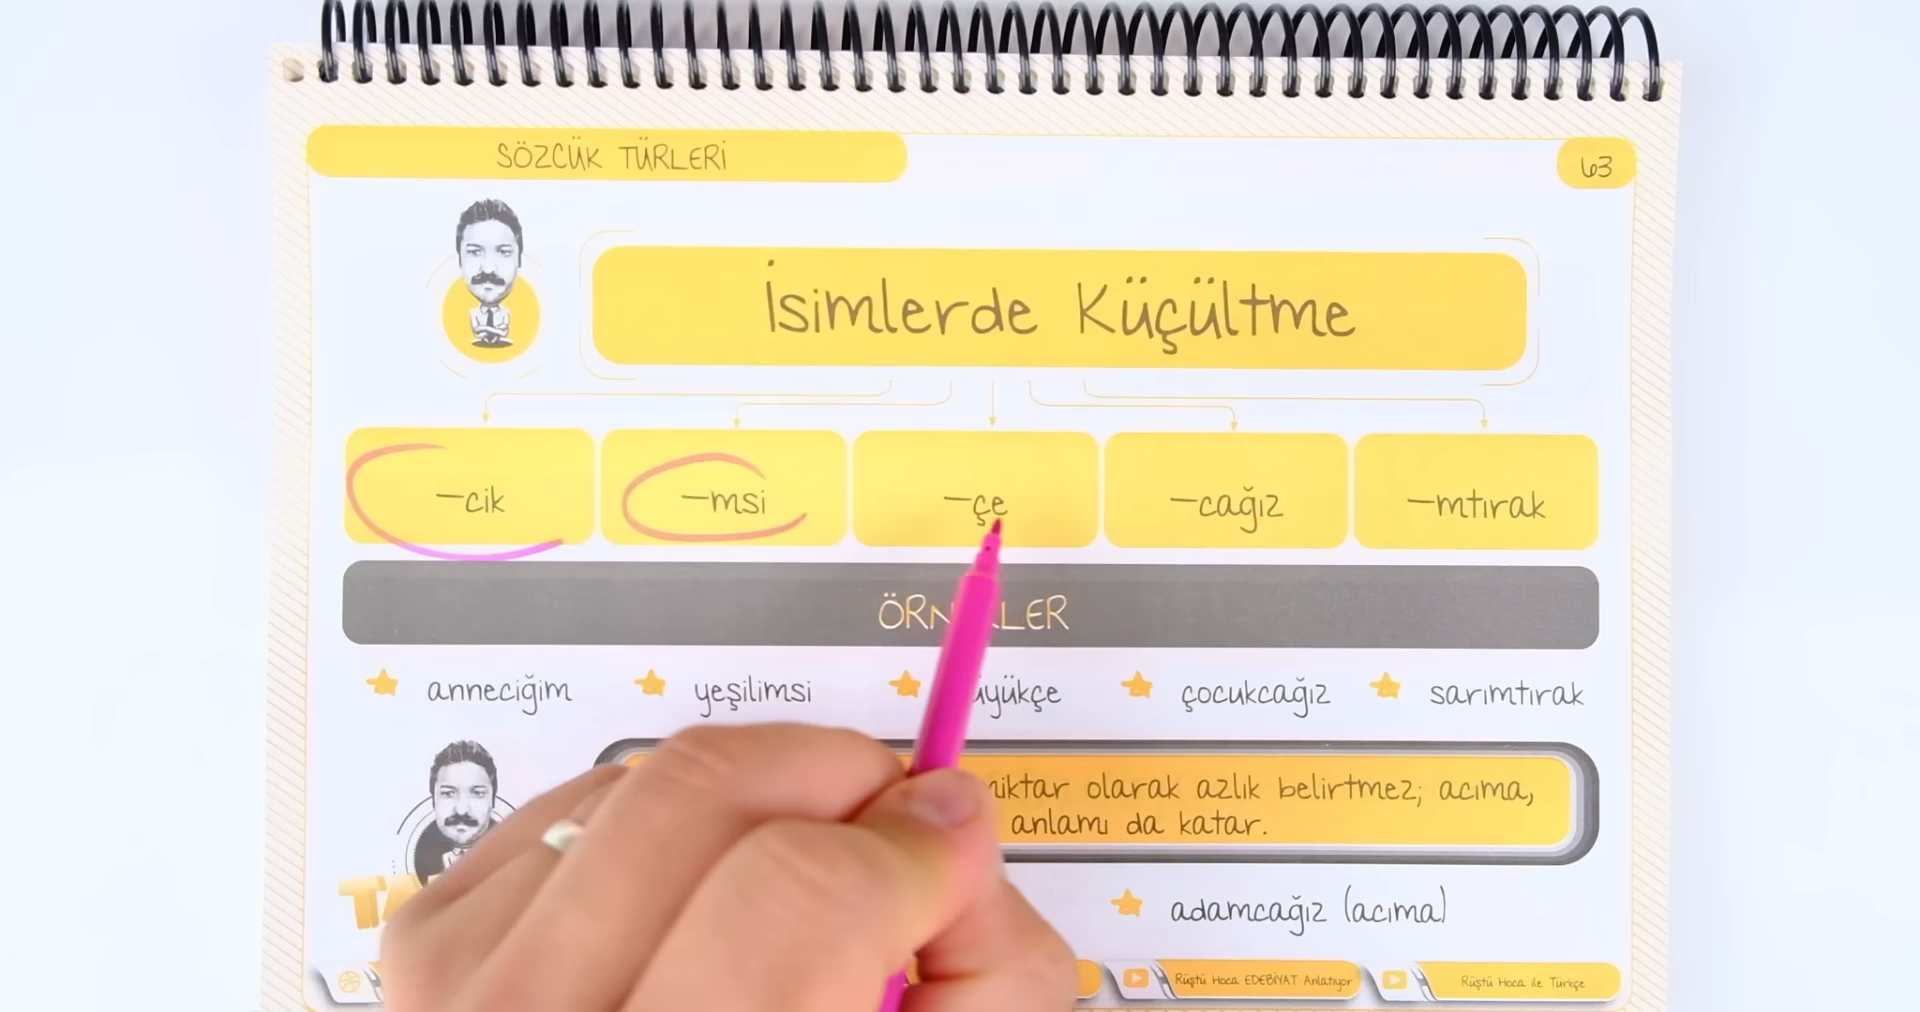 SÖZCÜK TÜRLERİ
63
İsimlerde Küçültme
-cik
-msi
-çe
-cağız
-mtırak
ÖRN LER
anneciğim
yeşilimsi
üyükçe
çocukcağız
sarımtırak
miktar olarak azlık belirtmez; acıma,
anlamı da katar.
adamcağız (acıma)
Rüştü Hoca EDEBİYAT Anlatıyor
Rüştü Hoca ile Türkçe